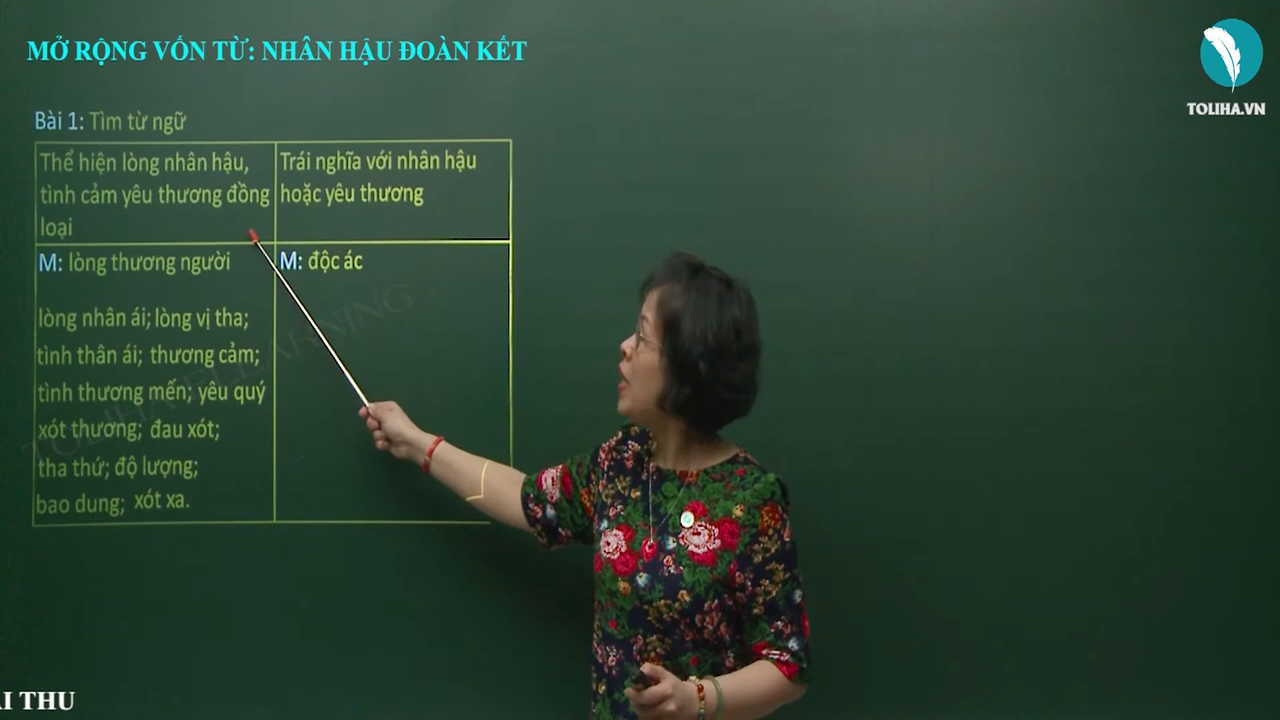 MỞ RỘNG VỐN TỪ: NHÂN HẬU ĐOÀN KẾT
TOLIHA.VN
Bài 1: Tìm từ ngữ
Thể hiện lòng nhân hậu,
tình cảm yêu thương đồng
loại
Trái nghĩa với nhân hậu
hoặc yêu thương
M: lòng thương người
M: độc ác
lòng nhân ái; lòng vị tha;
tình thân ái; thương cảm;
tình thương mến; yêu quý
xót thương; đau xót;
tha thứ; độ lượng;
bao dung; xót xa.
TOLIHA ELEARNING
THU